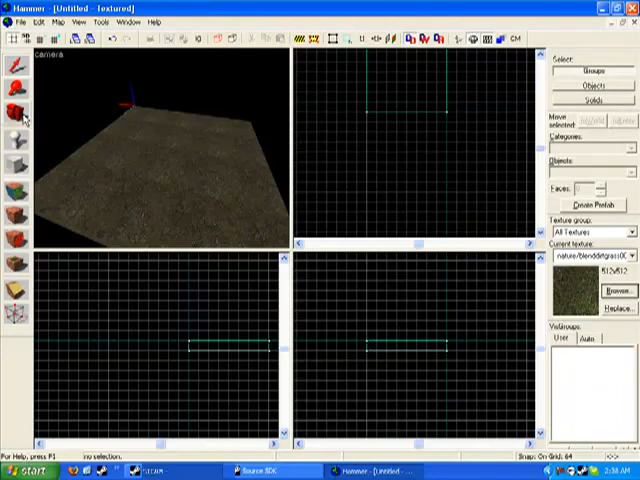 Hammer - [Untitled - Textured]
File Edit Map View Tools Window Help
CM
camera
Select:
Groups
Objects
Solids
Move
selected:
Categories:
Objects:
Faces:
Create Prefab
Texture group:
All Textures
Current texture:
512x512
Browse...
Replace...
VisGroups:
User Auto
For Help, press F1
no selection.
Snap: On Grid: 64
start
Source SDK
Hammer - [Untitled - ...
2:38 AM